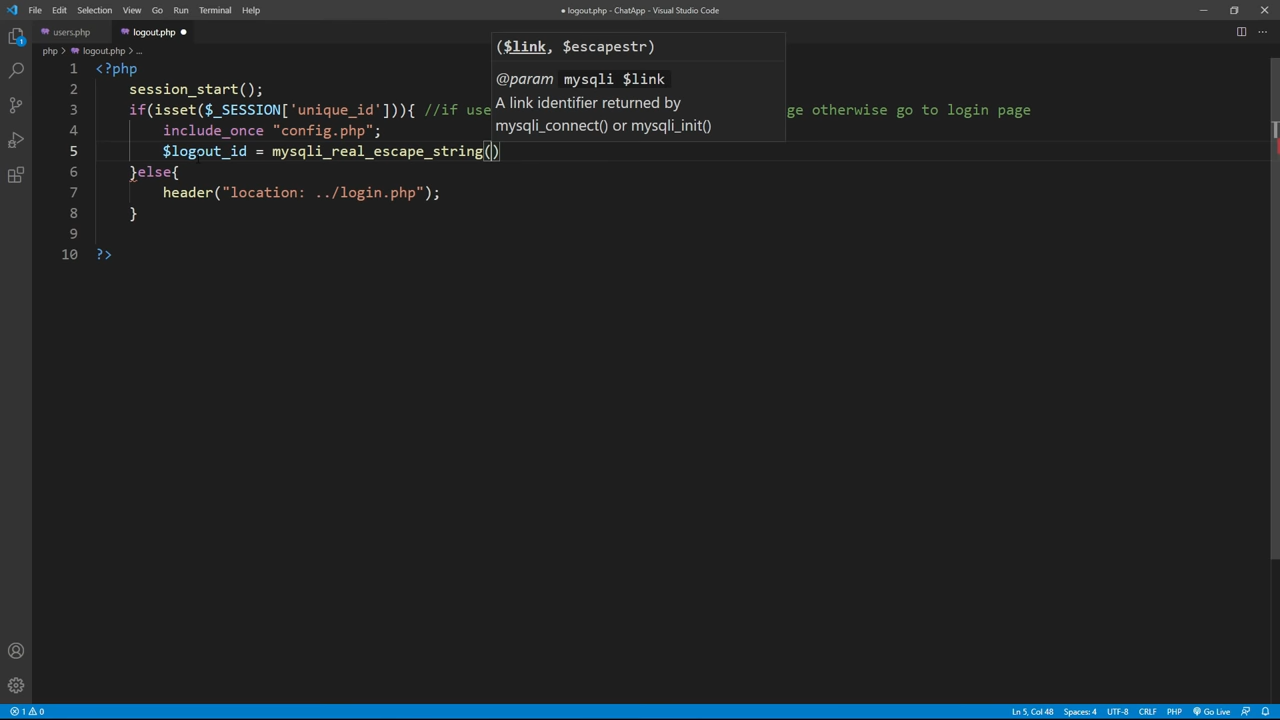 File Edit Selection View Go Run Terminal Help ● logout.php - ChatApp - Visual Studio Code
users.php logout.php ●
php > logout.php > ...
($link, $escapestr)
@param mysqli $link
A link identifier returned by
mysqli_connect() or mysqli_init()
1 <?php
2 session_start();
3 if(isset($_SESSION['unique_id'])){ //if use ge otherwise go to login page
4 include_once "config.php";
5 $logout_id = mysqli_real_escape_string()
6 }else{
7 header("location: ../login.php");
8 }
9
10 ?>
1
1 0 Ln 5, Col 48 Spaces: 4 UTF-8 CRLF PHP Go Live